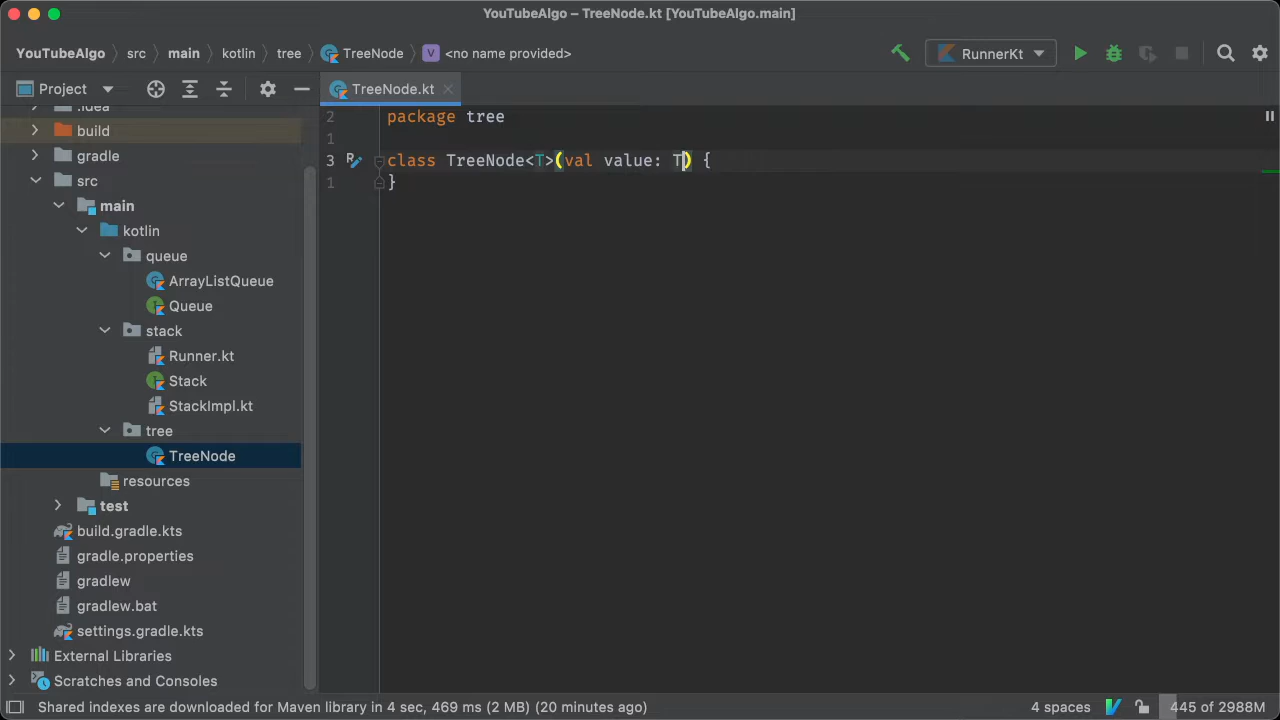 YouTubeAlgo – TreeNode.kt [YouTubeAlgo.main]
YouTubeAlgo src main kotlin tree TreeNode V <no name provided> RunnerKt
Project TreeNode.kt
.idea
build
gradle
src
main
kotlin
queue
ArrayListQueue
Queue
stack
Runner.kt
Stack
StackImpl.kt
tree
TreeNode
resources
test
build.gradle.kts
gradle.properties
gradlew
gradlew.bat
settings.gradle.kts
External Libraries
Scratches and Consoles
2 package tree
1
3 class TreeNode<T>(val value: T) {
1 }
Shared indexes are downloaded for Maven library in 4 sec, 469 ms (2 MB) (20 minutes ago) 4 spaces 445 of 2988M